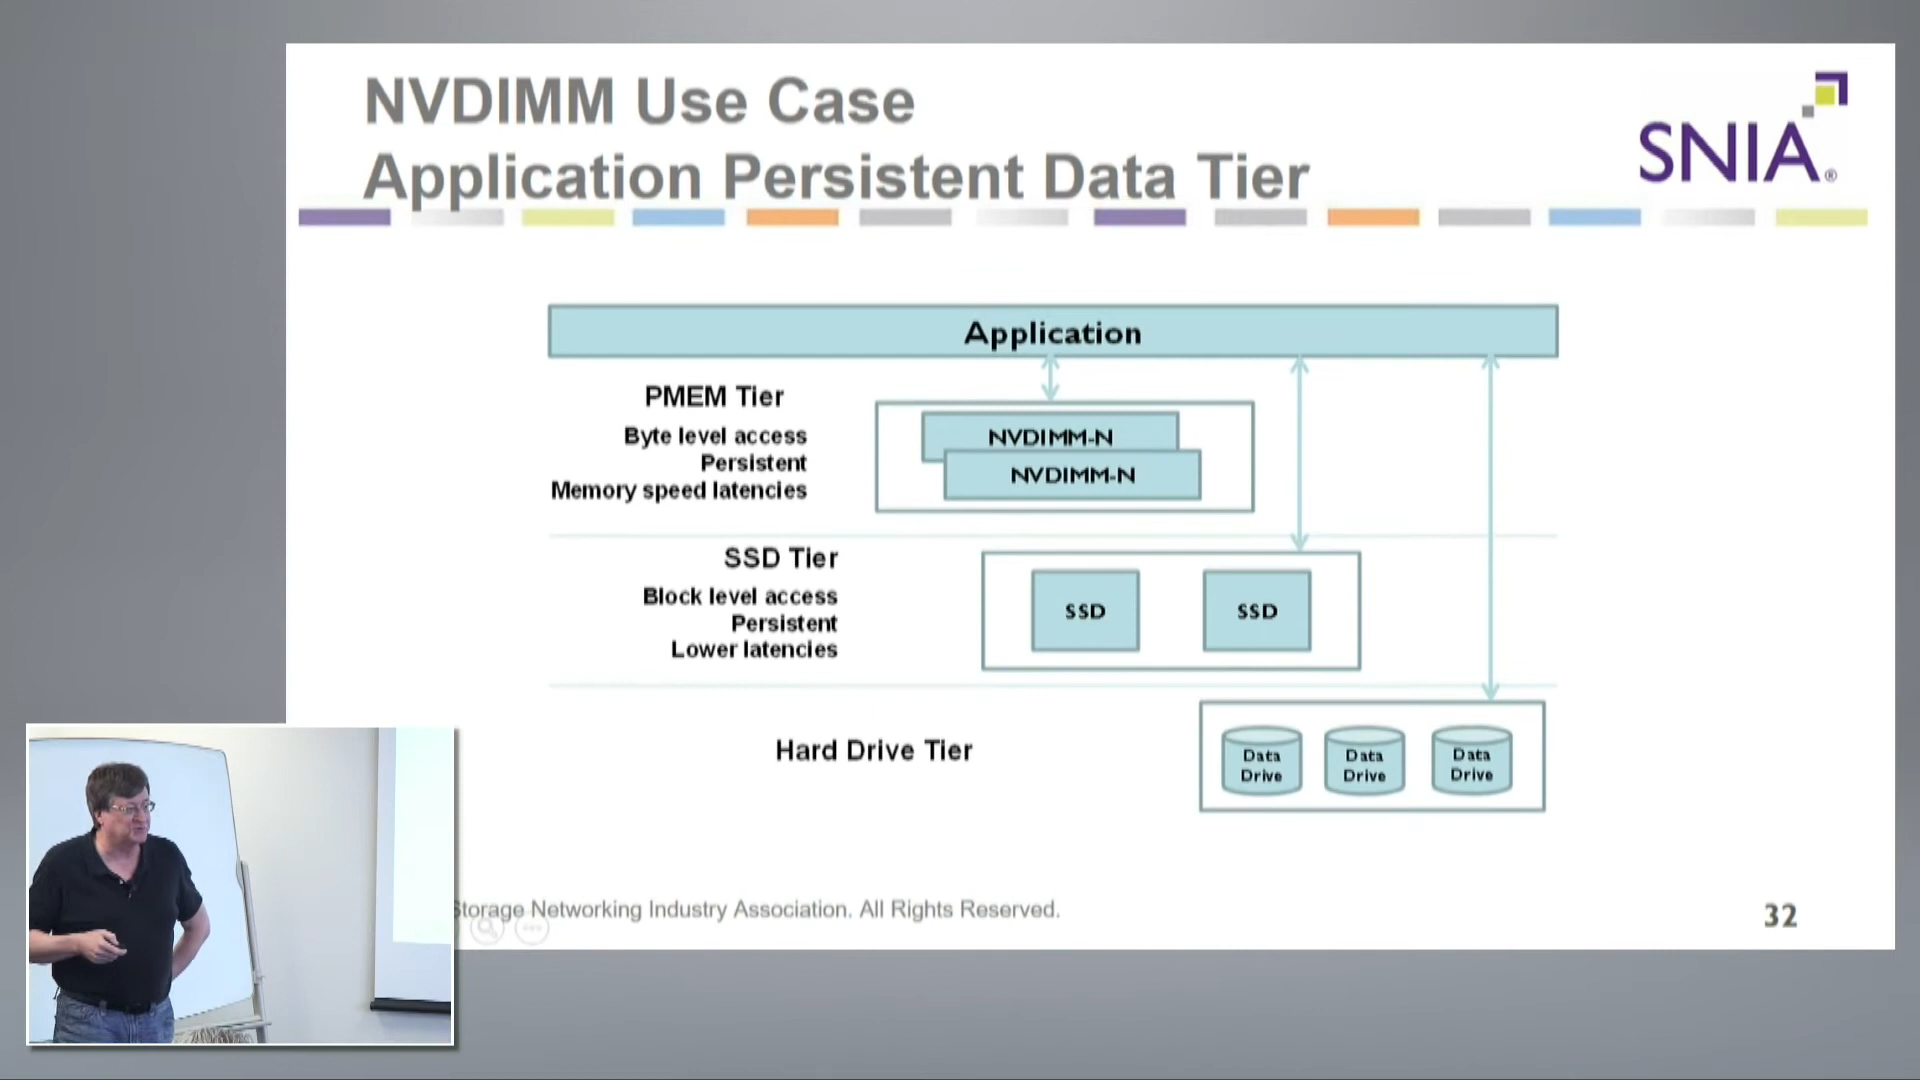 NVDIMM Use Case
Application Persistent Data Tier
SNIA®
Application
PMEM Tier
Byte level access
Persistent
Memory speed latencies
NVDIMM-N
NVDIMM-N
SSD Tier
Block level access
Persistent
Lower latencies
SSD
SSD
Hard Drive Tier
Data
Drive
Data
Drive
Data
Drive
Storage Networking Industry Association. All Rights Reserved.
32